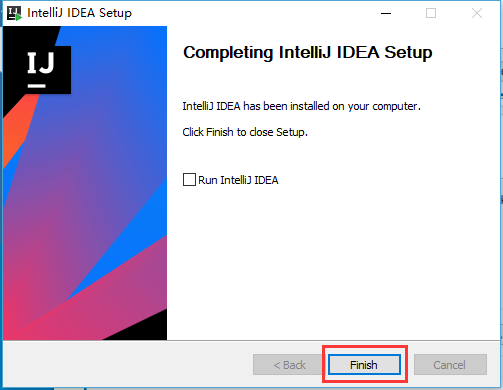 IntelliJ IDEA Setup
IJ
Completing IntelliJ IDEA Setup
IntelliJ IDEA has been installed on your computer.
Click Finish to close Setup.
Run IntelliJ IDEA
< Back
Finish
Cancel